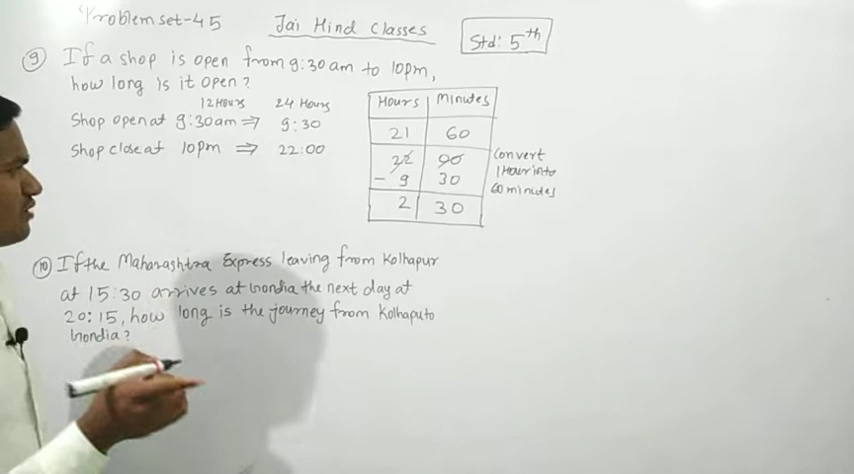 Problem set-45
Jai Hind Classes
Std: 5th
9 If a shop is open from 9:30am to 10pm,
how long is it open?
12 Hours 24 Hours
Shop open at 9:30am ⇒ 9:30
Shop close at 10pm ⇒ 22:00
Hours Minutes
21 60
22 90
- 9 30
2 30
Convert
1 Hour into
60 minutes
10 If the Maharashtra Express leaving from Kolhapur
at 15:30 arrives at Gondia the next day at
20:15, how long is the journey from Kolhapu to
Gondia?